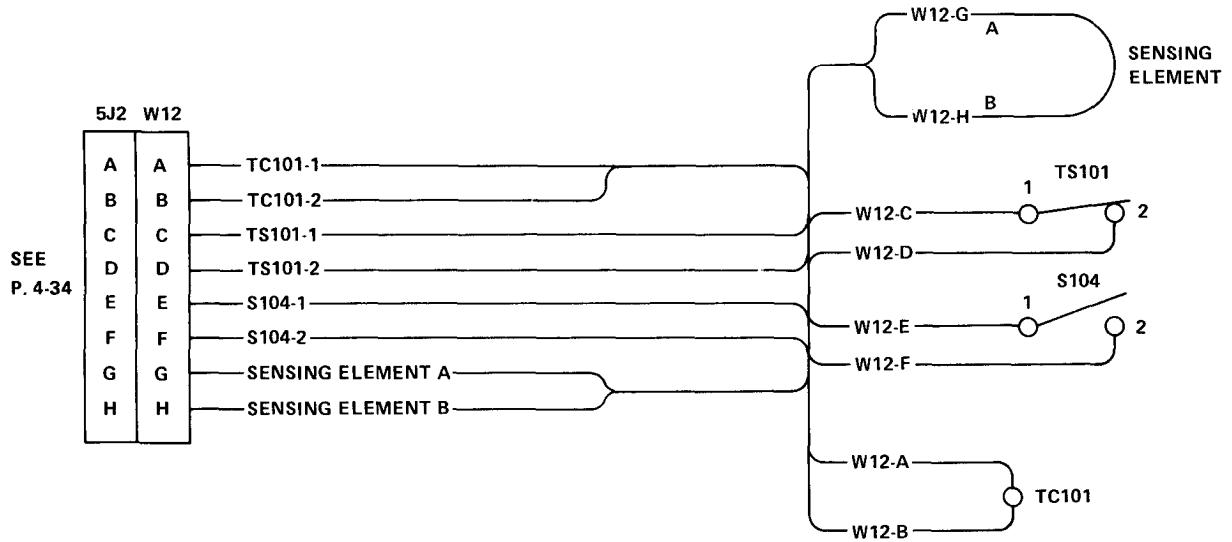 W12-G
A
SENSING
ELEMENT
B
W12-H
5J2 W12
A A TC101-1
B B TC101-2
C C TS101-1
D D TS101-2
E E S104-1
F F S104-2
G G SENSING ELEMENT A
H H SENSING ELEMENT B
SEE
P. 4-34
TS101
W12-C 1 2
W12-D
S104
W12-E 1 2
W12-F
W12-A
TC101
W12-B